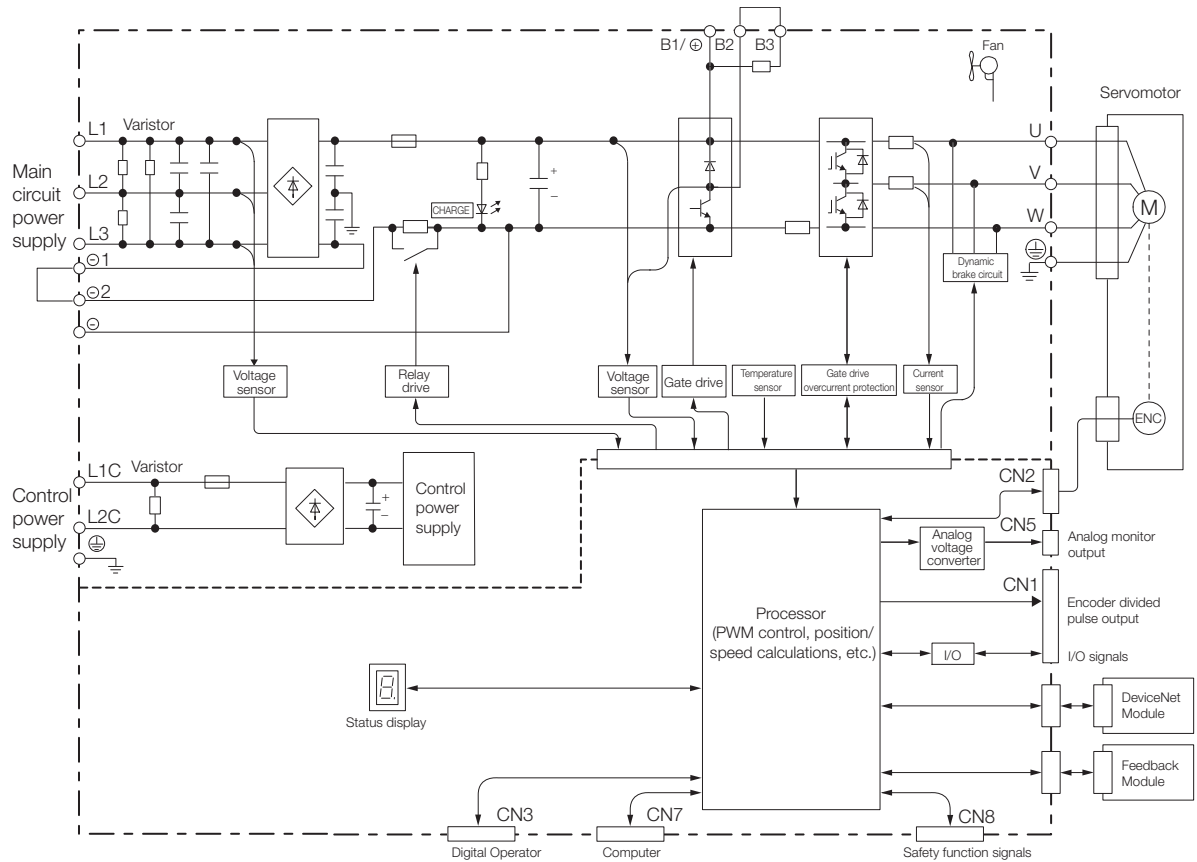 B1/ ⊕
B2
B3
Fan
Servomotor
L1
Varistor
U
Main
circuit
power
supply
L2
V
+
–
CHARGE
M
L3
W
⊖1
Dynamic
brake circuit
⊖2
⊖
Voltage
sensor
Relay
drive
Voltage
sensor
Gate drive
Temperature
sensor
Gate drive
overcurrent protection
Current
sensor
ENC
L1C
Varistor
CN2
Control
power
supply
+
–
Control
power
supply
L2C
CN5
Analog
voltage
converter
Analog monitor
output
CN1
Processor
(PWM control, position/
speed calculations, etc.)
Encoder divided
pulse output
I/O
I/O signals
8.
Status display
DeviceNet
Module
Feedback
Module
CN3
CN7
CN8
Digital Operator
Computer
Safety function signals